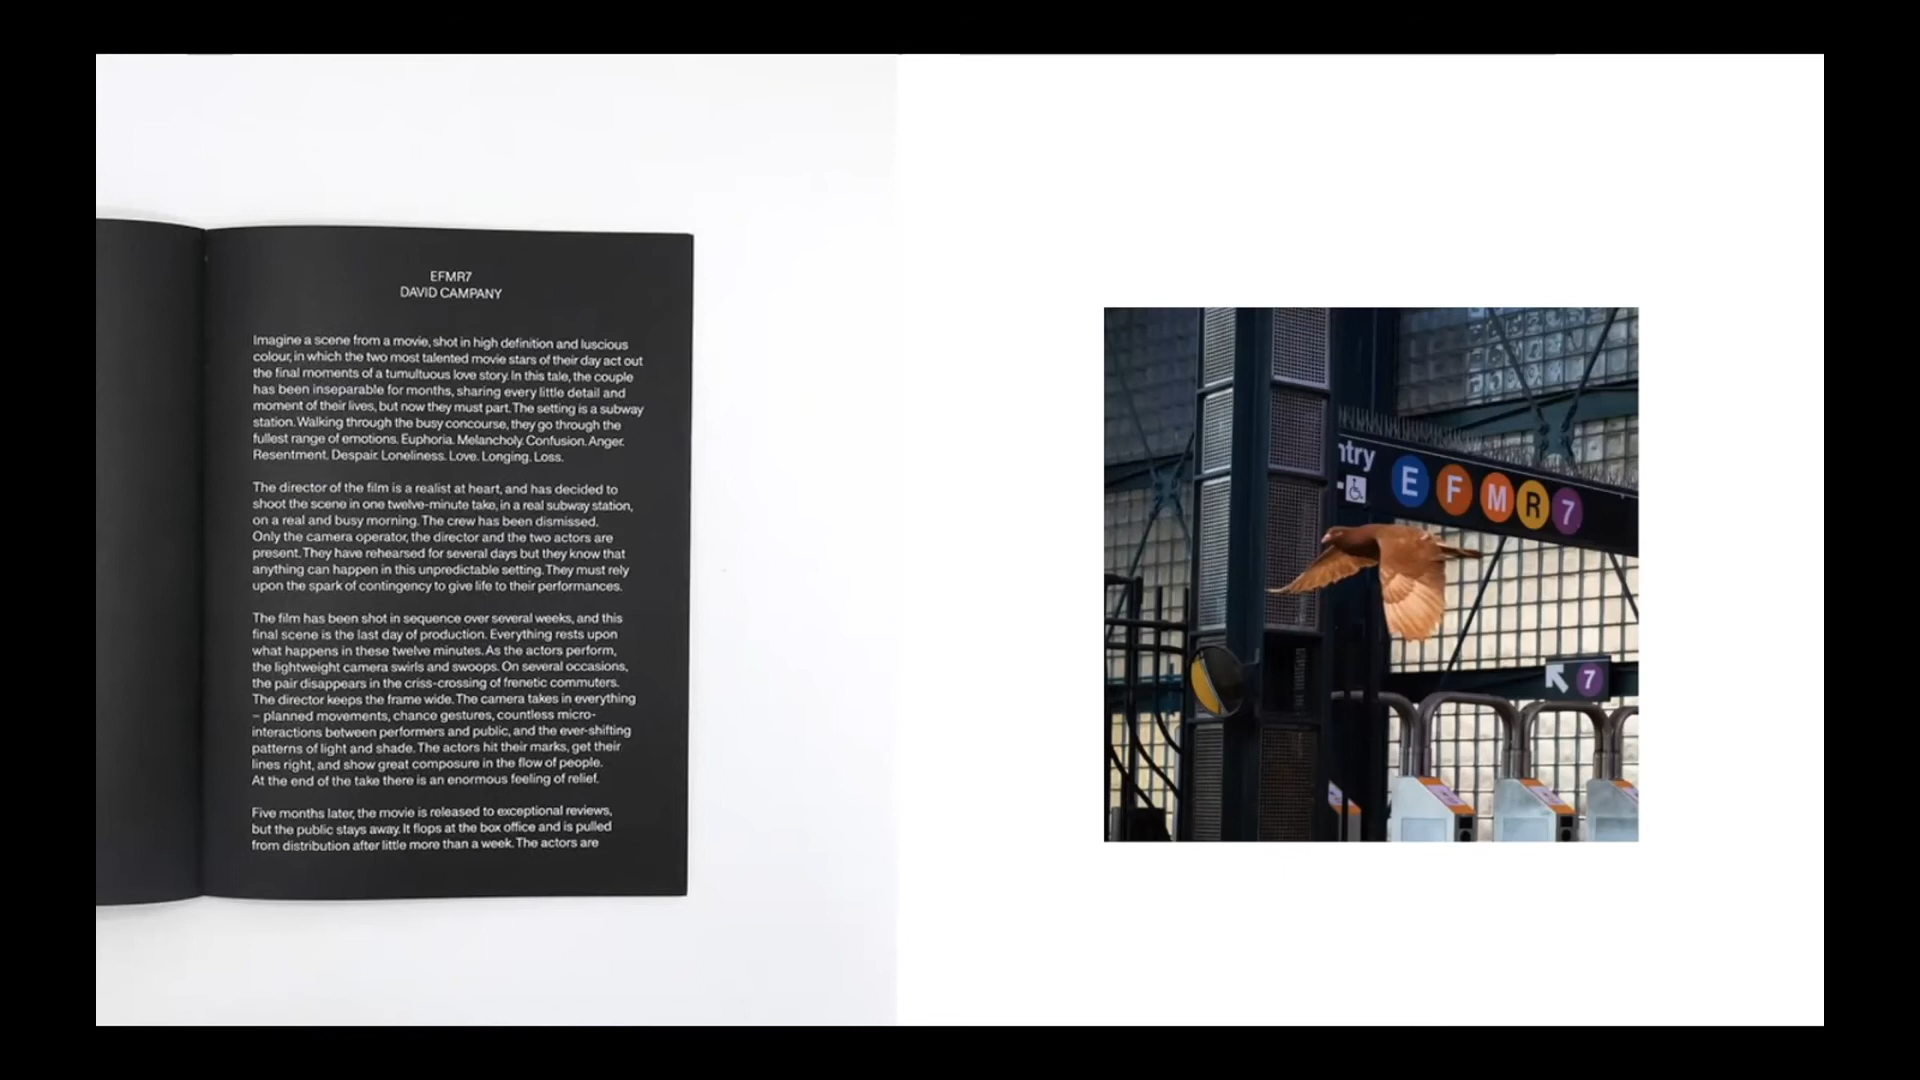 EFMR7
DAVID CAMPANY
Imagine a scene from a movie, shot in high definition and luscious
colour, in which the two most talented movie stars of their day act out
the final moments of a tumultuous love story. In this tale, the couple
has been inseparable for months, sharing every little detail and
moment of their lives, but now they must part. The setting is a subway
station. Walking through the busy concourse, they go through the
fullest range of emotions. Euphoria. Melancholy. Confusion. Anger.
Resentment. Despair. Loneliness. Love. Longing. Loss.
The director of the film is a realist at heart, and has decided to
shoot the scene in one twelve-minute take, in a real subway station,
on a real and busy morning. The crew has been dismissed.
Only the camera operator, the director and the two actors are
present. They have rehearsed for several days but they know that
anything can happen in this unpredictable setting. They must rely
upon the spark of contingency to give life to their performances.
The film has been shot in sequence over several weeks, and this
final scene is the last day of production. Everything rests upon
what happens in these twelve minutes. As the actors perform,
the lightweight camera swirls and swoops. On several occasions,
the pair disappears in the criss-crossing of frenetic commuters.
The director keeps the frame wide. The camera takes in everything
– planned movements, chance gestures, countless micro-
interactions between performers and public, and the ever-shifting
patterns of light and shade. The actors hit their marks, get their
lines right, and show great composure in the flow of people.
At the end of the take there is an enormous feeling of relief.
Five months later, the movie is released to exceptional reviews,
but the public stays away. It flops at the box office and is pulled
from distribution after little more than a week. The actors are
ntry
E F M R 7
7